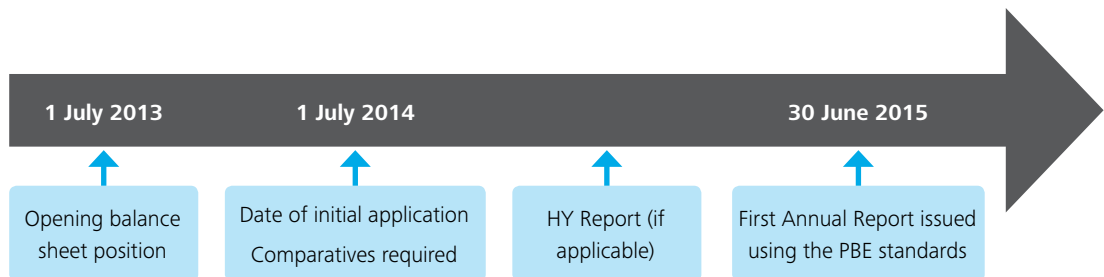 1 July 2013
1 July 2014
30 June 2015
Opening balance
sheet position
Date of initial application
Comparatives required
HY Report (if
applicable)
First Annual Report issued
using the PBE standards